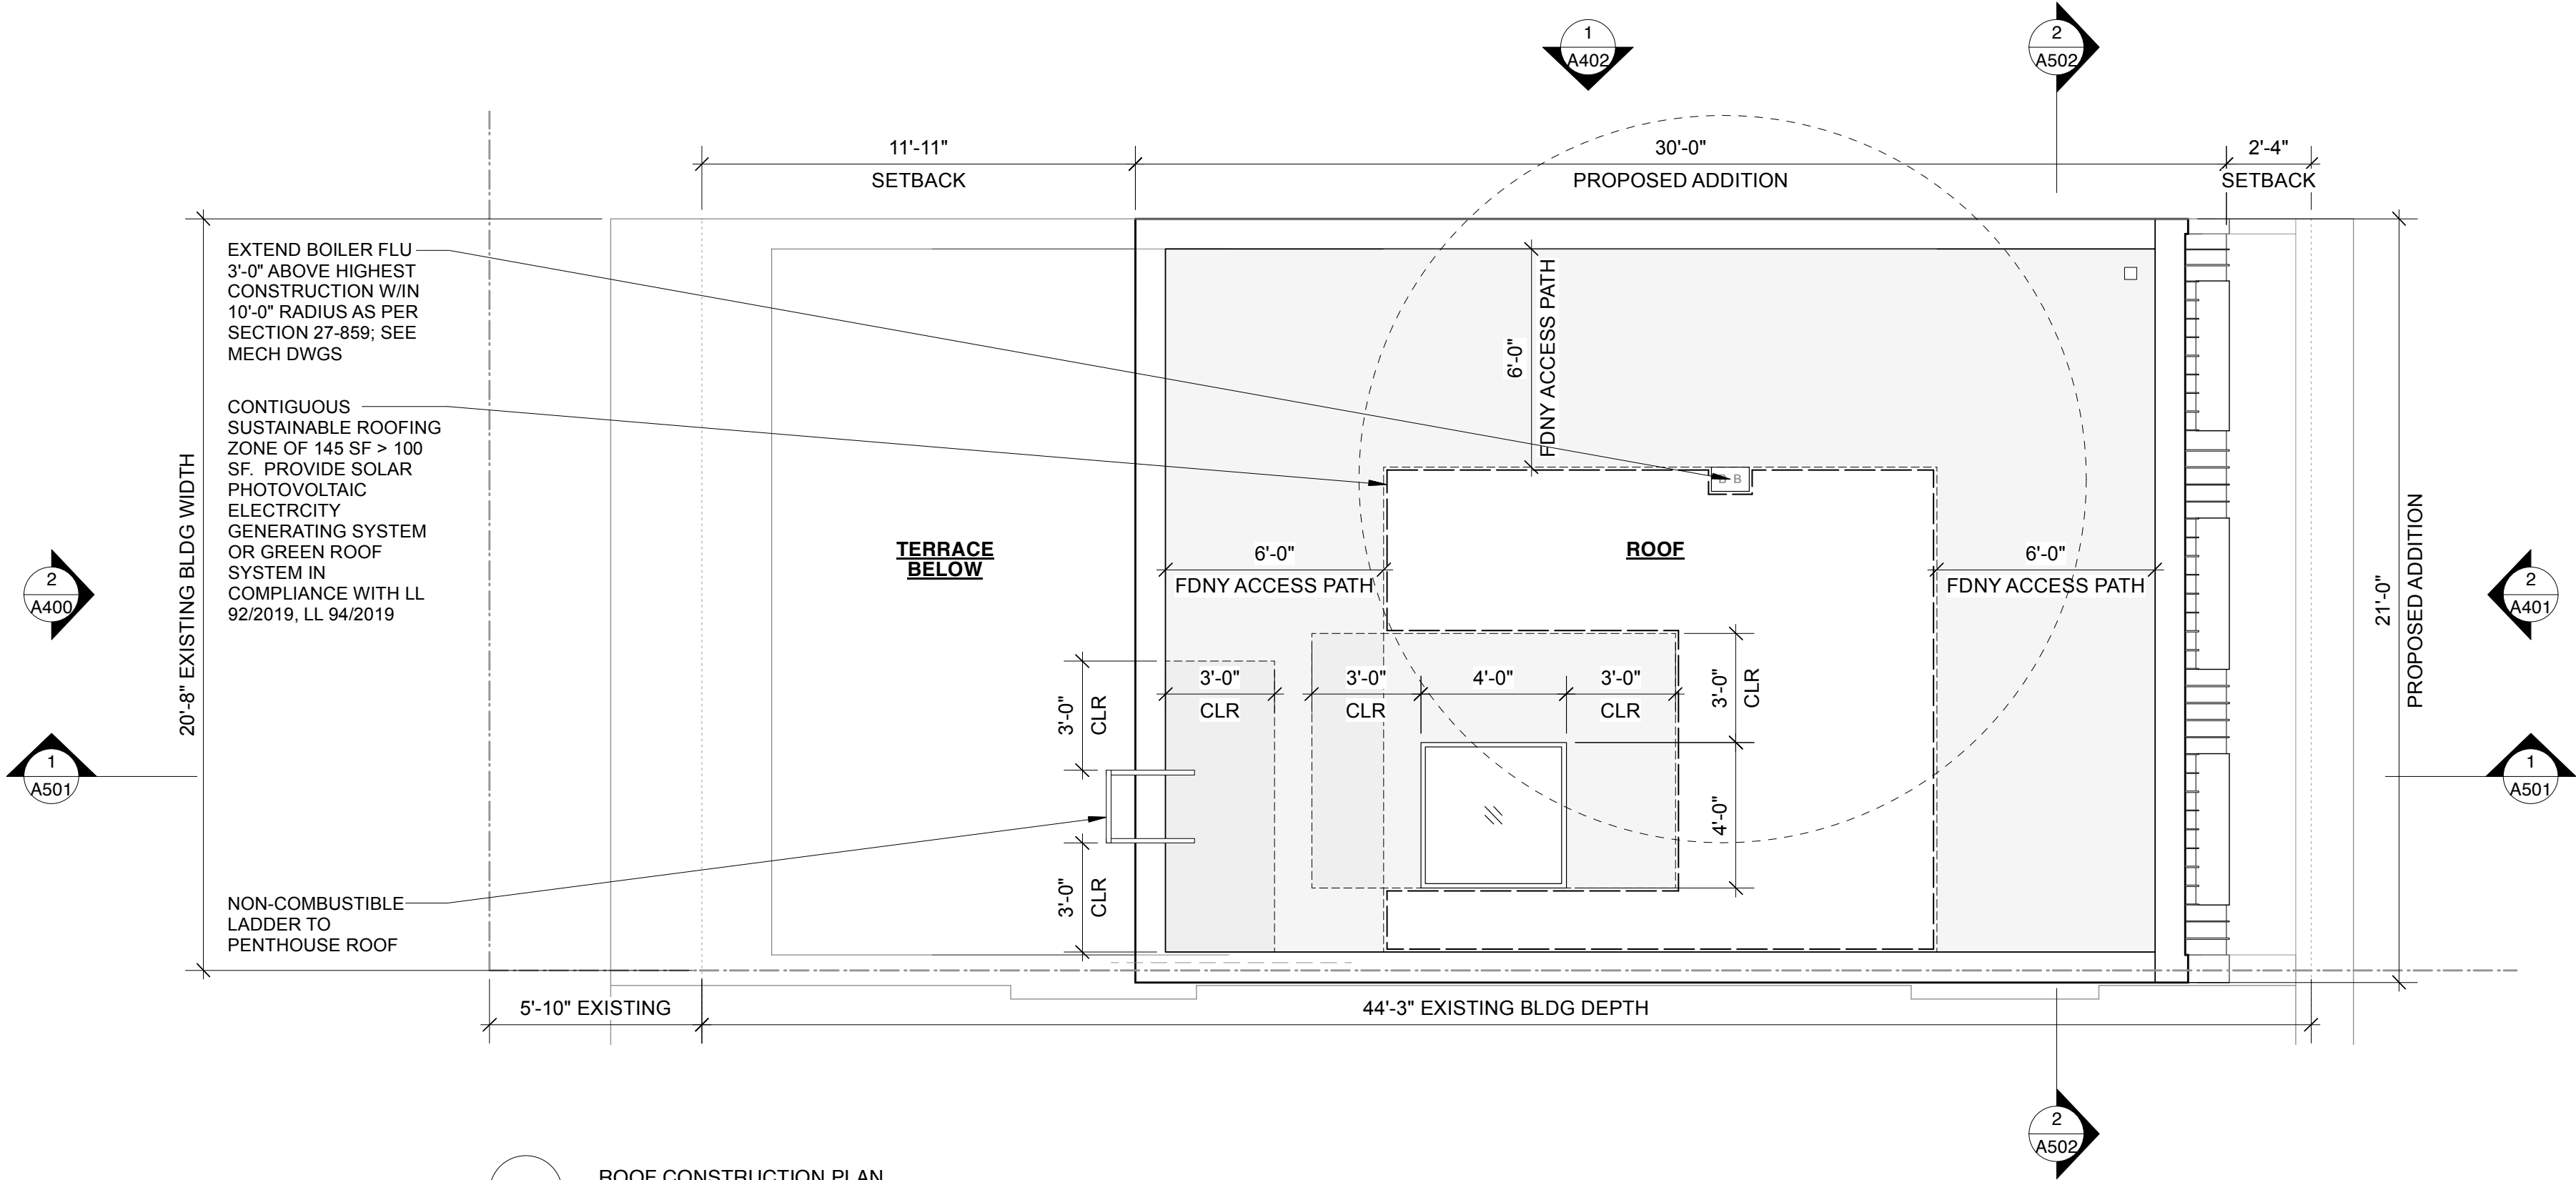 1
A402
2
A502
11'-11"
SETBACK
30'-0"
PROPOSED ADDITION
2'-4"
SETBACK
EXTEND BOILER FLU
3'-0" ABOVE HIGHEST
CONSTRUCTION W/IN
10'-0" RADIUS AS PER
SECTION 27-859; SEE
MECH DWGS
CONTIGUOUS
SUSTAINABLE ROOFING
ZONE OF 145 SF > 100
SF.  PROVIDE SOLAR
PHOTOVOLTAIC
ELECTRCITY
GENERATING SYSTEM
OR GREEN ROOF
SYSTEM IN
COMPLIANCE WITH LL
92/2019, LL 94/2019
NON-COMBUSTIBLE
LADDER TO
PENTHOUSE ROOF
20'-8" EXISTING BLDG WIDTH
2
A400
1
A501
TERRACE
BELOW
6'-0"
FDNY ACCESS PATH
B
ROOF
6'-0"
FDNY ACCESS PATH
6'-0"
FDNY ACCESS PATH
3'-0"
CLR
3'-0"
CLR
3'-0"
CLR
3'-0"
CLR
4'-0"
3'-0"
CLR
3'-0"
CLR
4'-0"
21'-0"
PROPOSED ADDITION
2
A401
1
A501
5'-10" EXISTING
44'-3" EXISTING BLDG DEPTH
2
A502
ROOF CONSTRUCTION PLAN